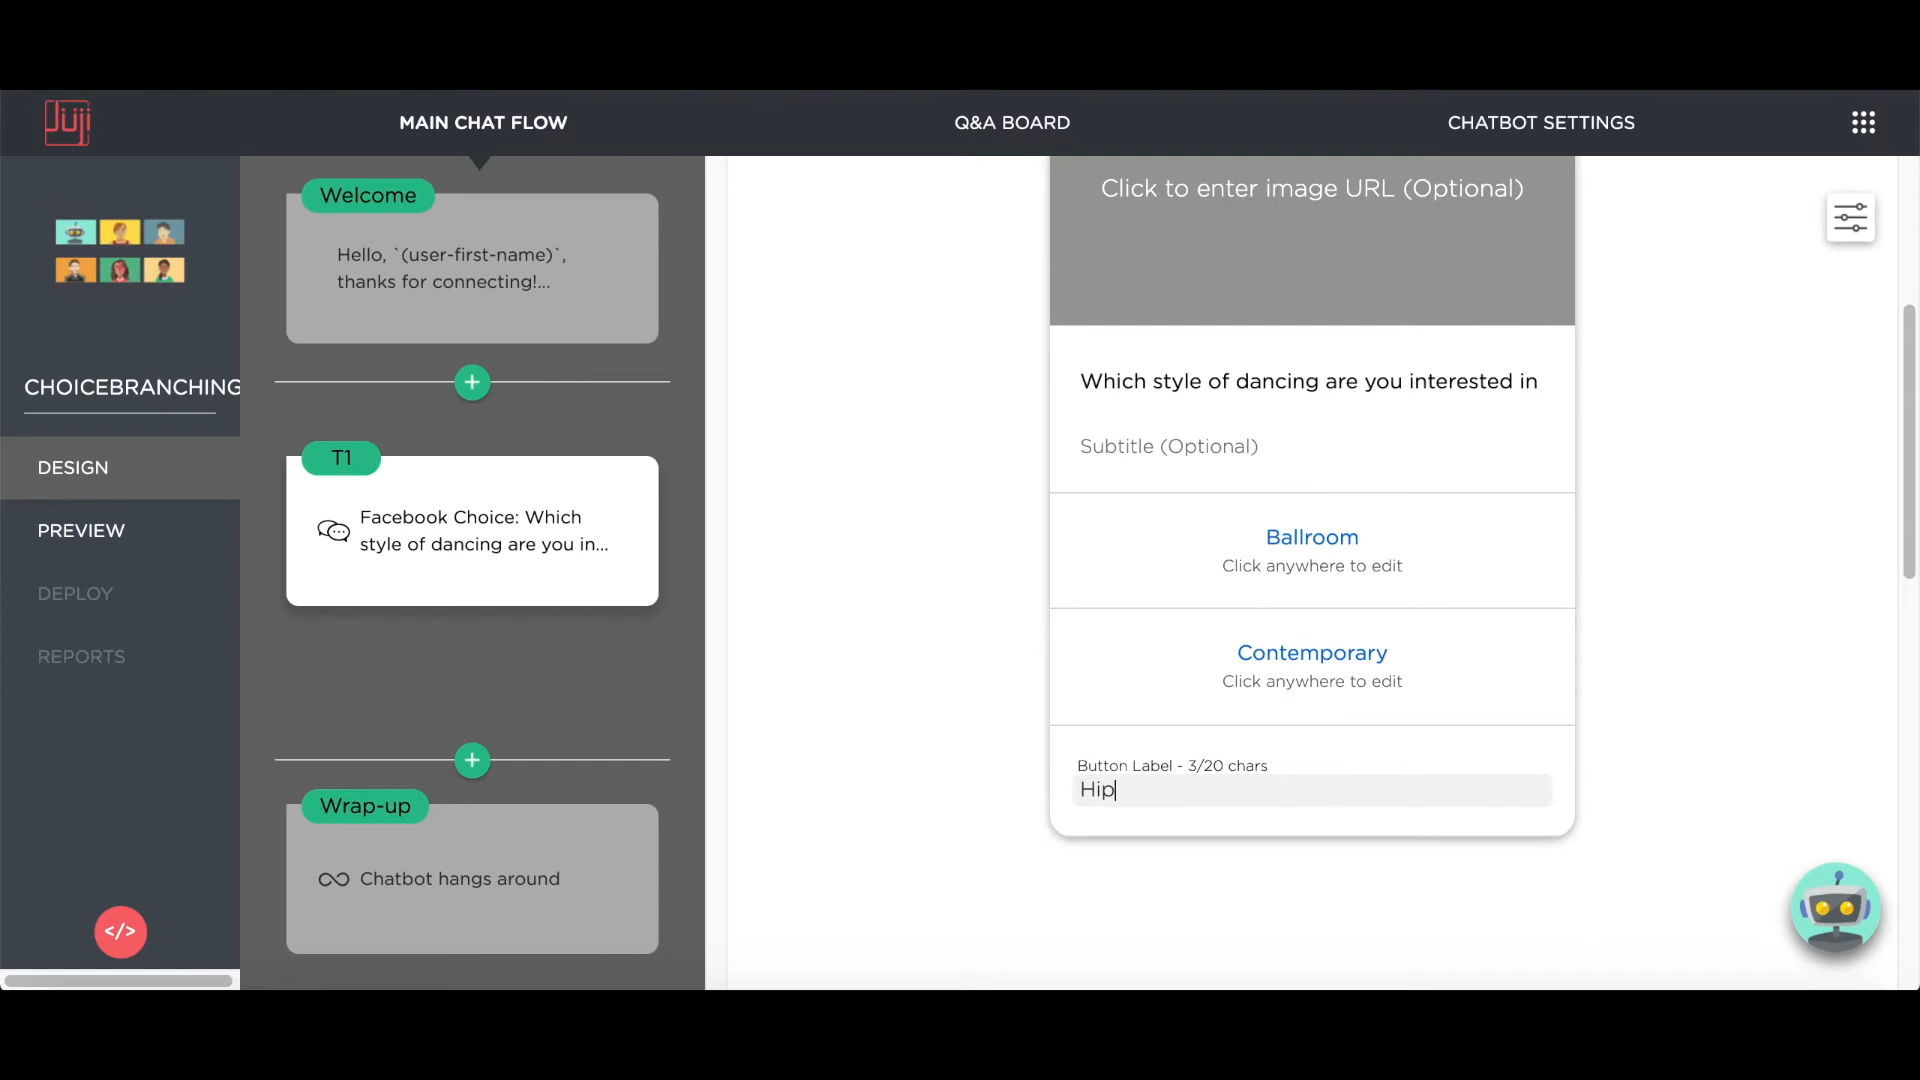 Juji
MAIN CHAT FLOW
Q&A BOARD
CHATBOT SETTINGS
CHOICEBRANCHING
DESIGN
PREVIEW
DEPLOY
REPORTS
</>
Welcome
Hello, `(user-first-name)`,
thanks for connecting!...
+
T1
Facebook Choice: Which
style of dancing are you in...
+
Wrap-up
Chatbot hangs around
Click to enter image URL (Optional)
Which style of dancing are you interested in
Subtitle (Optional)
Ballroom
Click anywhere to edit
Contemporary
Click anywhere to edit
Button Label - 3/20 chars
Hip